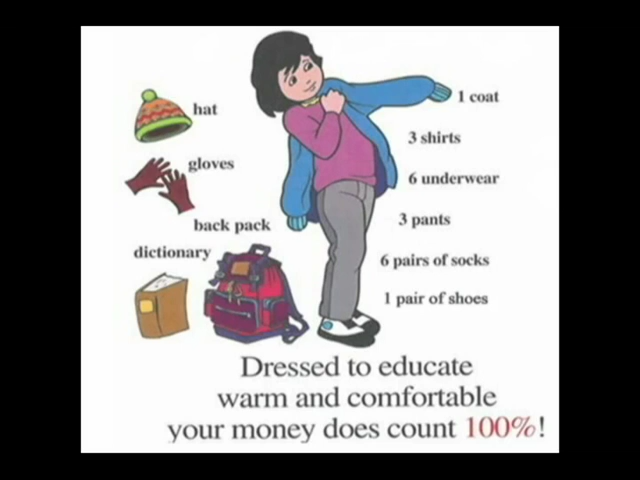 hat
gloves
back pack
dictionary
1 coat
3 shirts
6 underwear
3 pants
6 pairs of socks
1 pair of shoes
Dressed to educate
warm and comfortable
your money does count 100%!